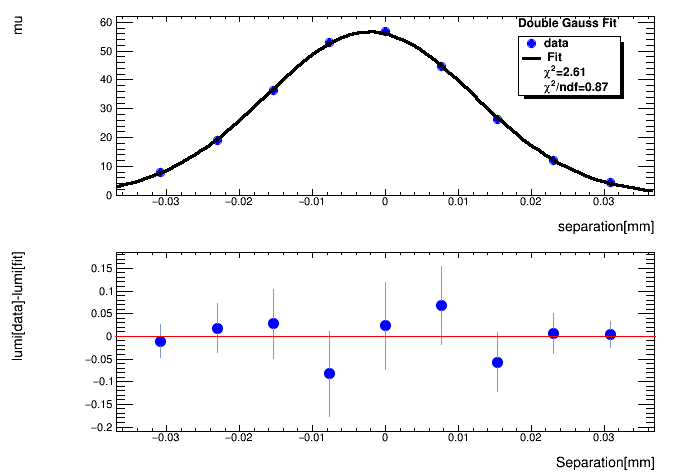 mu
Double Gauss Fit
data
Fit
χ²=2.61
χ²/ndf=0.87
60
50
40
30
20
10
0
−0.03 −0.02 −0.01 0 0.01 0.02 0.03
separation[mm]
lumi[data]-lumi[fit]
0.15
0.1
0.05
0
−0.05
−0.1
−0.15
−0.2
−0.03 −0.02 −0.01 0 0.01 0.02 0.03
Separation[mm]